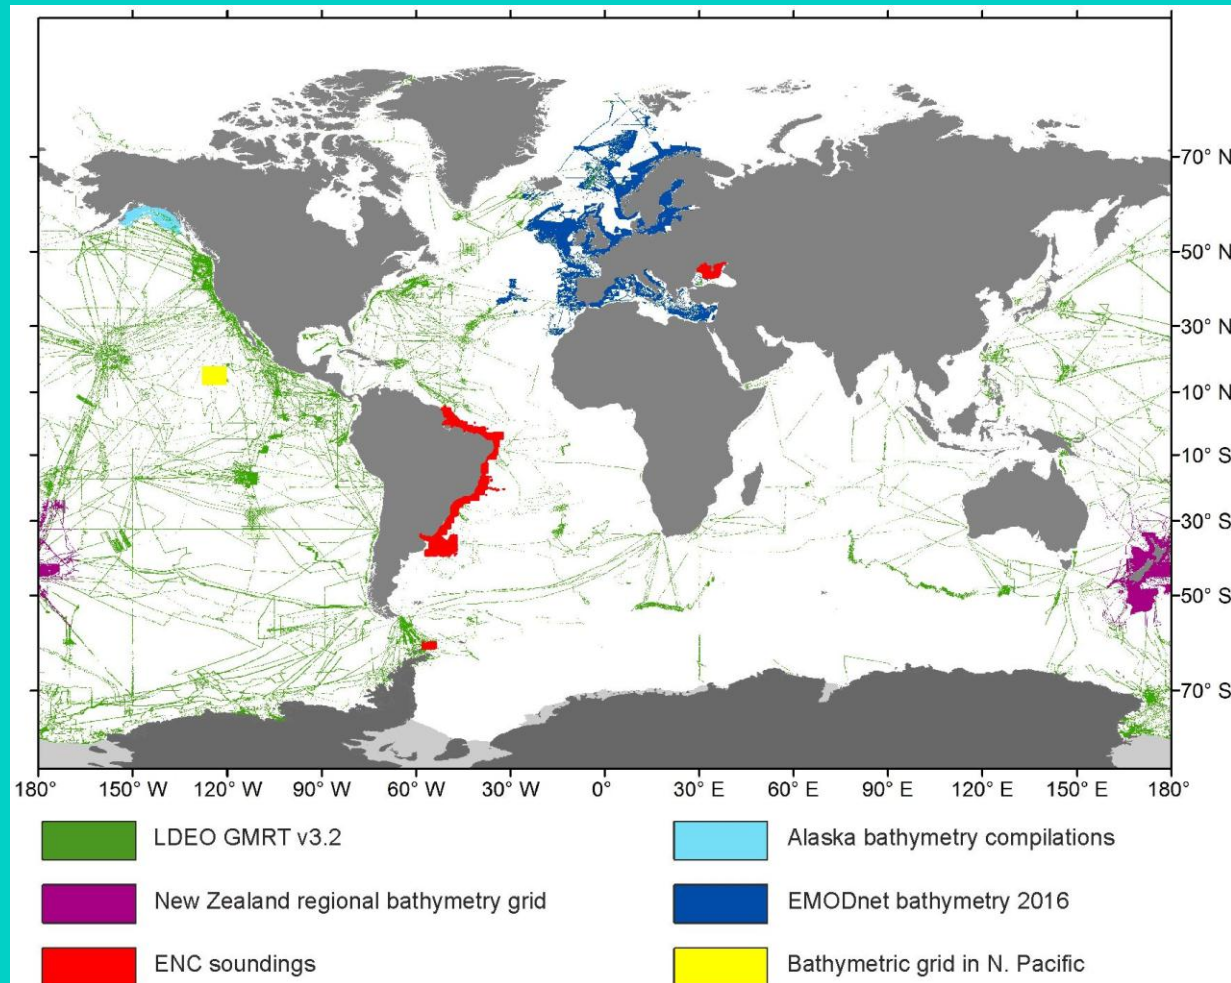 70° N
50° N
30° N
10° N
10° S
30° S
50° S
70° S
180° 150° W 120° W 90° W 60° W 30° W 0° 30° E 60° E 90° E 120° E 150° E 180°
LDEO GMRT v3.2
Alaska bathymetry compilations
New Zealand regional bathymetry grid
EMODnet bathymetry 2016
ENC soundings
Bathymetric grid in N. Pacific